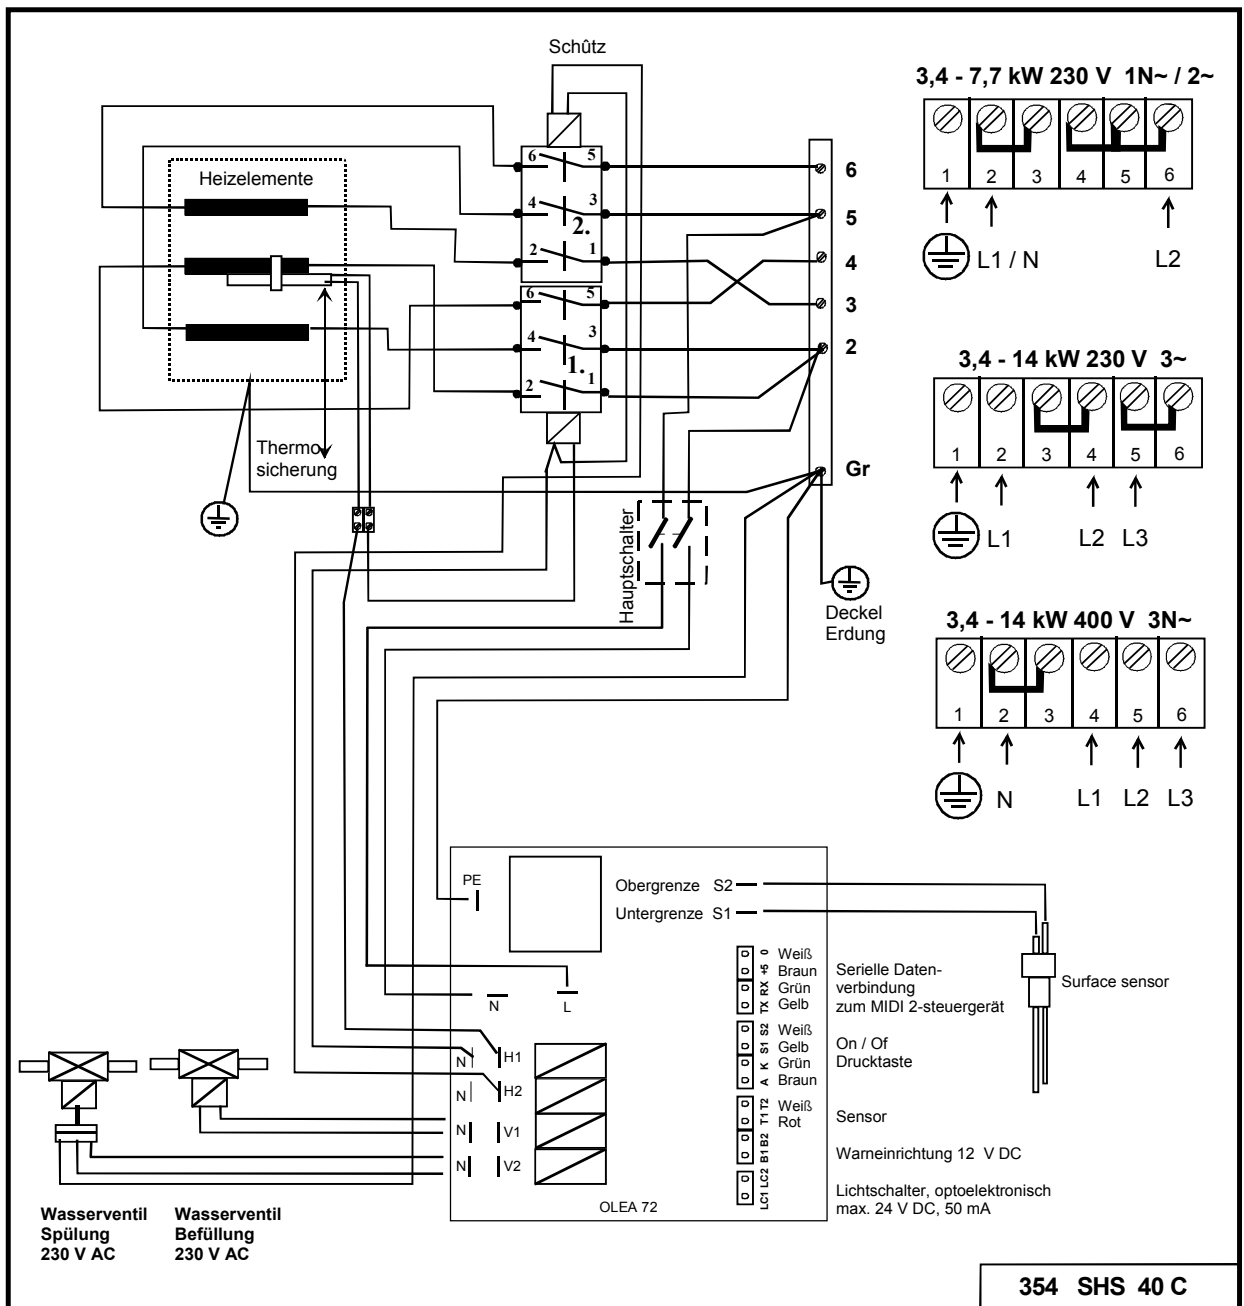 Schûtz
3,4 - 7,7 kW 230 V 1N~ / 2~
1 2 3 4 5 6
L1 / N L2
Heizelemente
6 5
4 3
2.
2 1
6 5
4 3
1.
2 1
6
5
4
3
2
Gr
3,4 - 14 kW 230 V 3~
1 2 3 4 5 6
L1 L2 L3
Thermo
sicherung
Hauptschalter
Deckel
Erdung
3,4 - 14 kW 400 V 3N~
1 2 3 4 5 6
N L1 L2 L3
PE
Obergrenze S2
Untergrenze S1
N L
0 Weiß
+5 Braun
RX Grün
TX Gelb
Serielle Daten-
verbindung
zum MIDI 2-steuergerät
Surface sensor
S2 Weiß
S1 Gelb
K Grün
A Braun
On / Of
Drucktaste
N H1
N H2
N V1
N V2
T2 Weiß
T1 Rot
Sensor
B1 B2
Warneinrichtung 12 V DC
LC1 LC2
Lichtschalter, optoelektronisch
max. 24 V DC, 50 mA
OLEA 72
Wasserventil
Spülung
230 V AC
Wasserventil
Befüllung
230 V AC
354 SHS 40 C